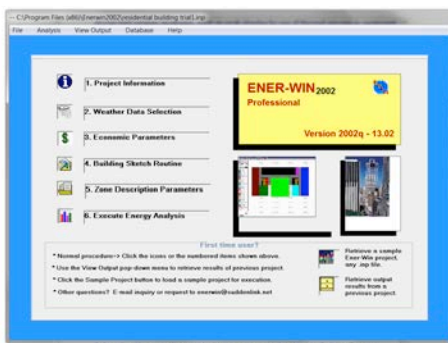 C:\Program Files (x86)\Enerwin2002\residential building trial1.inp
File Analysis View Output Database Help
1. Project Information
2. Weather Data Selection
3. Economic Parameters
4. Building Sketch Routine
5. Zone Description Parameters
6. Execute Energy Analysis
ENER-WIN 2002
Professional
Version 2002q - 13.02
First time user?
* Normal procedure=> Click the icons or the numbered items shown above.
* Use the View Output pop-down menu to retrieve results of previous project.
* Click the Sample Project button to load a sample project for execution.
* Other questions? E-mail inquiry or request to enerwin@suddenlink.net
Retrieve a sample
Ener-Win project,
any .inp file.
Retrieve output
results from a
previous project.